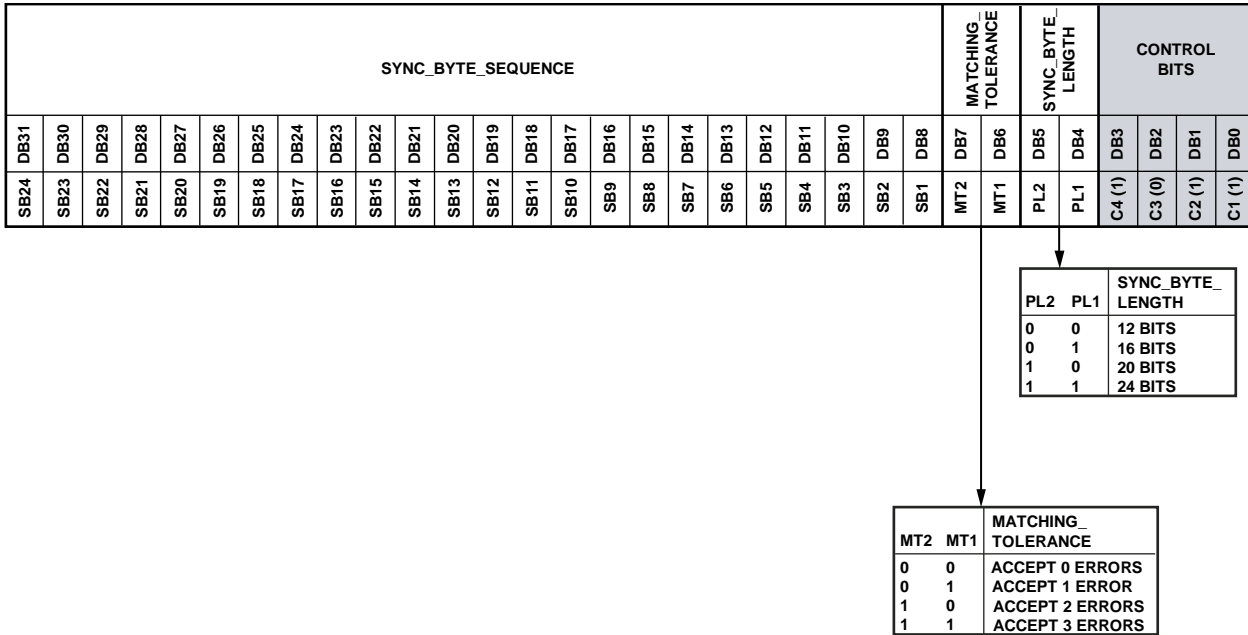 SYNC_BYTE_SEQUENCE
MATCHING_
TOLERANCE
SYNC_BYTE_
LENGTH
CONTROL
BITS
DB31 DB30 DB29 DB28 DB27 DB26 DB25 DB24 DB23 DB22 DB21 DB20 DB19 DB18 DB17 DB16 DB15 DB14 DB13 DB12 DB11 DB10 DB9 DB8 DB7 DB6 DB5 DB4 DB3 DB2 DB1 DB0
SB24 SB23 SB22 SB21 SB20 SB19 SB18 SB17 SB16 SB15 SB14 SB13 SB12 SB11 SB10 SB9 SB8 SB7 SB6 SB5 SB4 SB3 SB2 SB1 MT2 MT1 PL2 PL1 C4 (1) C3 (0) C2 (1) C1 (1)
SYNC_BYTE_
PL2 PL1 LENGTH
0 0 12 BITS
0 1 16 BITS
1 0 20 BITS
1 1 24 BITS
MATCHING_
MT2 MT1 TOLERANCE
0 0 ACCEPT 0 ERRORS
0 1 ACCEPT 1 ERROR
1 0 ACCEPT 2 ERRORS
1 1 ACCEPT 3 ERRORS